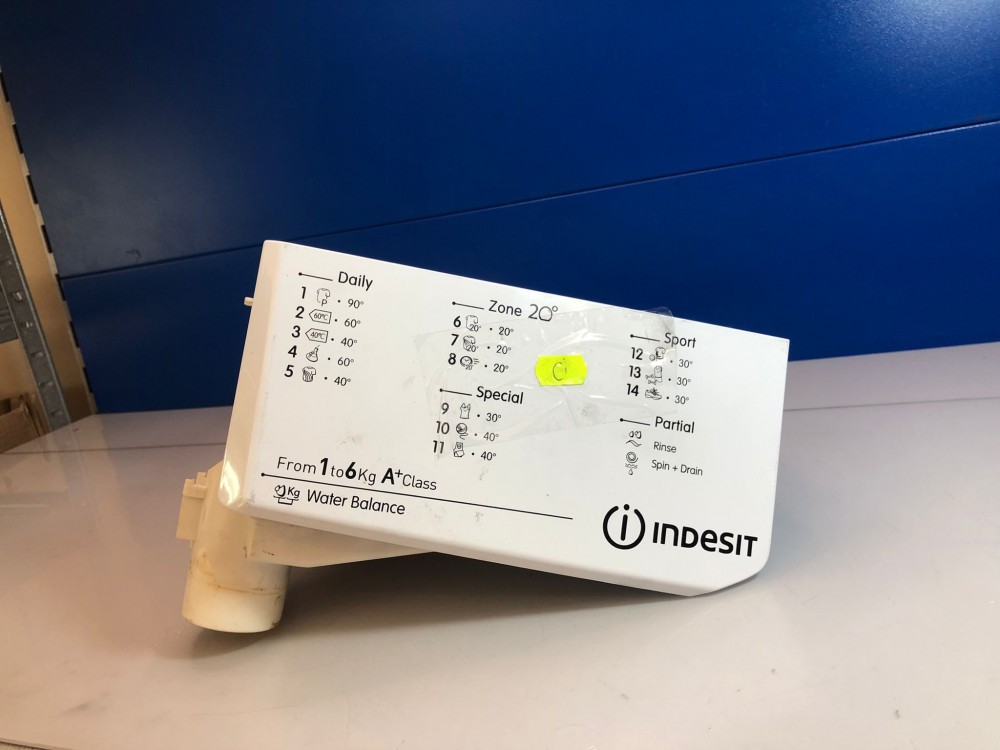 Daily
1 P • 90°
2 60°C • 60°
3 40°C • 40°
4 • 60°
5 • 40°
Zone 20°
6 20° • 20°
7 20° • 20°
8 20° • 20°
Special
9 • 30°
10 • 40°
11 • 40°
Sport
12 • 30°
13 • 30°
14 • 30°
Partial
Rinse
Spin + Drain
From 1 to 6 Kg A+ Class
Kg Water Balance
INDESIT